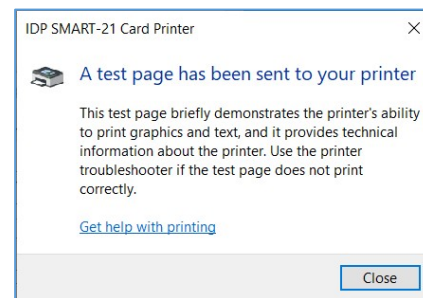 IDP SMART-21 Card Printer
A test page has been sent to your printer
This test page briefly demonstrates the printer's ability
to print graphics and text, and it provides technical
information about the printer. Use the printer
troubleshooter if the test page does not print
correctly.
Get help with printing
Close